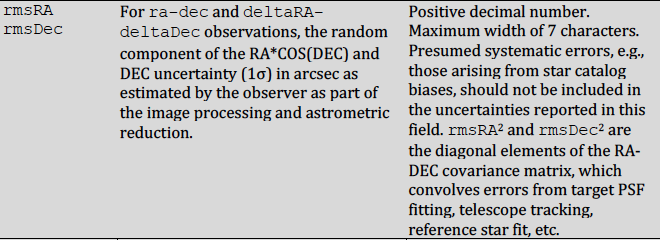 rmsRA
rmsDec
For ra-dec and deltaRA-
deltaDec observations, the random
component of the RA*COS(DEC) and
DEC uncertainty (1σ) in arcsec as
estimated by the observer as part of
the image processing and astrometric
reduction.
Positive decimal number.
Maximum width of 7 characters.
Presumed systematic errors, e.g.,
those arising from star catalog
biases, should not be included in
the uncertainties reported in this
field. rmsRA² and rmsDec² are
the diagonal elements of the RA-
DEC covariance matrix, which
convolves errors from target PSF
fitting, telescope tracking,
reference star fit, etc.